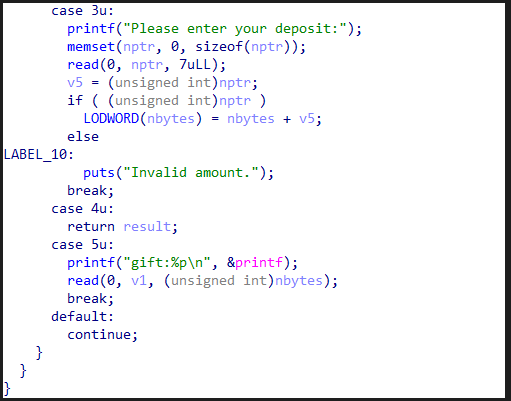 case 3u:
printf("Please enter your deposit:");
memset(nptr, 0, sizeof(nptr));
read(0, nptr, 7uLL);
v5 = (unsigned int)nptr;
if ( (unsigned int)nptr )
LODWORD(nbytes) = nbytes + v5;
else
LABEL_10:
puts("Invalid amount.");
break;
case 4u:
return result;
case 5u:
printf("gift:%p\n", &printf);
read(0, v1, (unsigned int)nbytes);
break;
default:
continue;
}
}
}